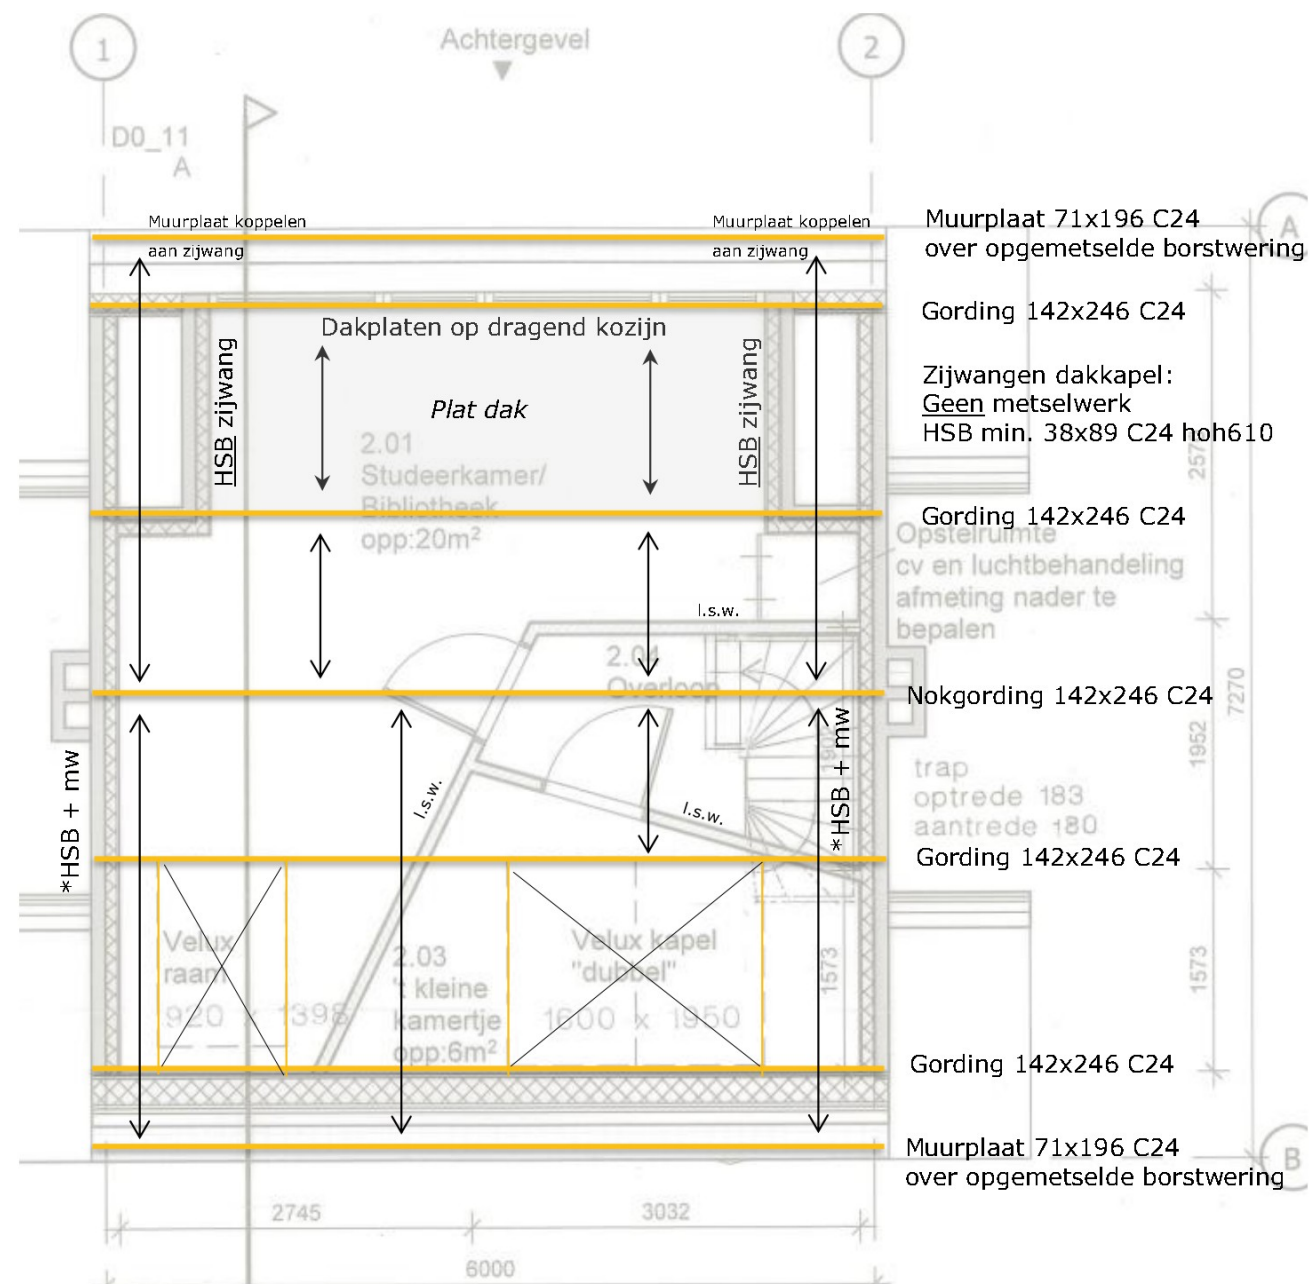 1
Achtergevel
2
D0_11
A
Muurplaat koppelen
aan zijwang
Muurplaat koppelen
aan zijwang
Muurplaat 71x196 C24
over opgemetselde borstwering
A
Gording 142x246 C24
Dakplaten op dragend kozijn
HSB zijwang
HSB zijwang
Plat dak
Zijwangen dakkapel:
Geen metselwerk
HSB min. 38x89 C24 hoh610
2.01
Studeerkamer/
Bibliotheek
opp:20m²
Gording 142x246 C24
Opstelruimte
cv en luchtbehandeling
afmeting nader te
bepalen
l.s.w.
2.04
Overloop
Nokgording 142x246 C24
7270
1952
*HSB + mw
*HSB + mw
l.s.w.
l.s.w.
trap
optrede 183
aantrede 180
Gording 142x246 C24
Velux
raam
920 x 1398
2.03
't kleine
kamertje
opp:6m²
Velux kapel
"dubbel"
1600 x 1950
1573
1573
Gording 142x246 C24
Muurplaat 71x196 C24
over opgemetselde borstwering
B
2745
3032
6000